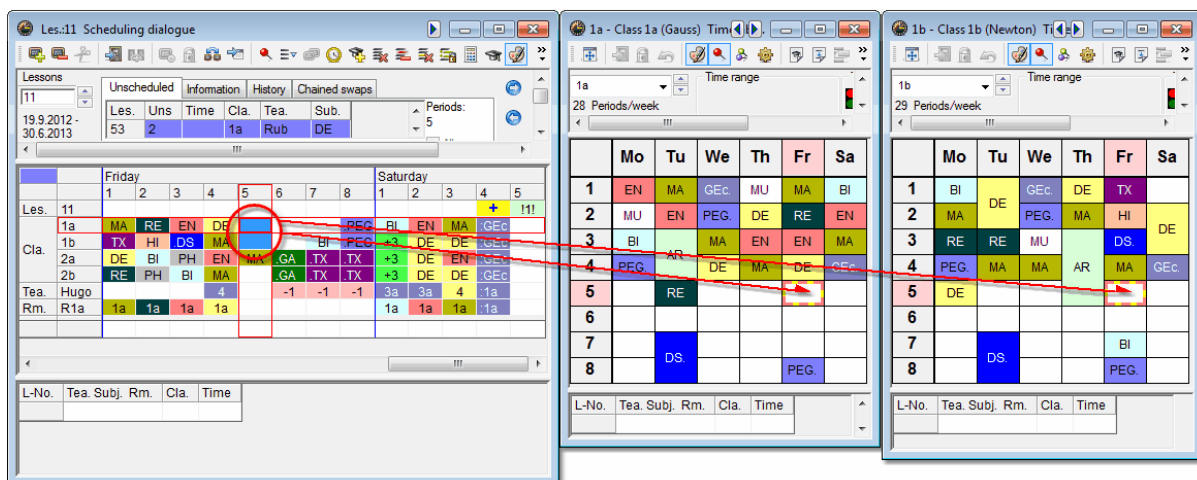 Les.:11 Scheduling dialogue
Lessons
11
19.9.2012 -
30.6.2013
Unscheduled Information History Chained swaps
Les. Uns Time Cla. Tea. Sub.
53 2 1a Rub DE
Periods:
5
Friday Saturday
1 2 3 4 5 6 7 8 1 2 3 4 5
Les. 11 + !1!
Cla.
1a MA RE EN DE PEG BI EN MA :GEc
1b TX HI .DS MA BI PEG +3 DE DE :GEc
2a DE BI PH EN MA .GA .TX .TX +3 DE EN :GEc
2b RE PH BI MA .GA .TX .TX +3 DE DE :GEc
Tea. Hugo 4 -1 -1 -1 3a 3a 4 :1a
Rm. R1a 1a 1a 1a 1a 1a 1a 1a :1a
L-No. Tea. Subj. Rm. Cla. Time
1a - Class 1a (Gauss) Tim
1a
Time range
28 Periods/week
Mo Tu We Th Fr Sa
1 EN MA GEc. MU MA BI
2 MU EN PEG. DE RE EN
3 BI AR MA EN EN MA
4 PEG. DE MA DE GEc.
5 RE
6
7 DS.
8 PEG.
L-No. Tea. Subj. Rm. Cla. Time
1b - Class 1b (Newton) Ti
1b
Time range
29 Periods/week
Mo Tu We Th Fr Sa
1 BI DE GEc. DE TX
2 MA PEG. MA HI DE
3 RE RE MU AR DS.
4 PEG. MA MA MA GEc.
5 DE
6
7 DS. BI
8 PEG.
L-No. Tea. Subj. Rm. Cla. Time